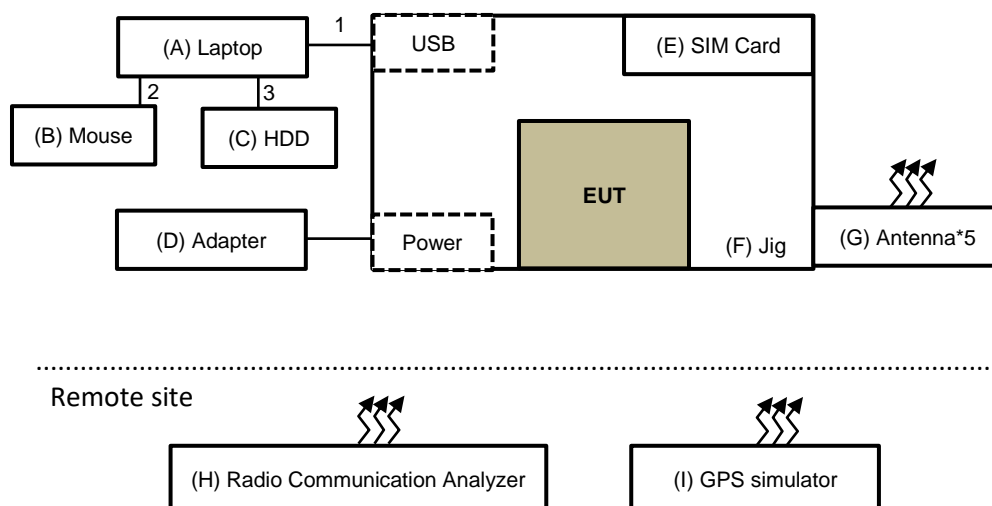 (A) Laptop
1
USB
(E) SIM Card
2
3
(B) Mouse
(C) HDD
EUT
(D) Adapter
Power
(F) Jig
(G) Antenna*5
Remote site
(H) Radio Communication Analyzer
(I) GPS simulator